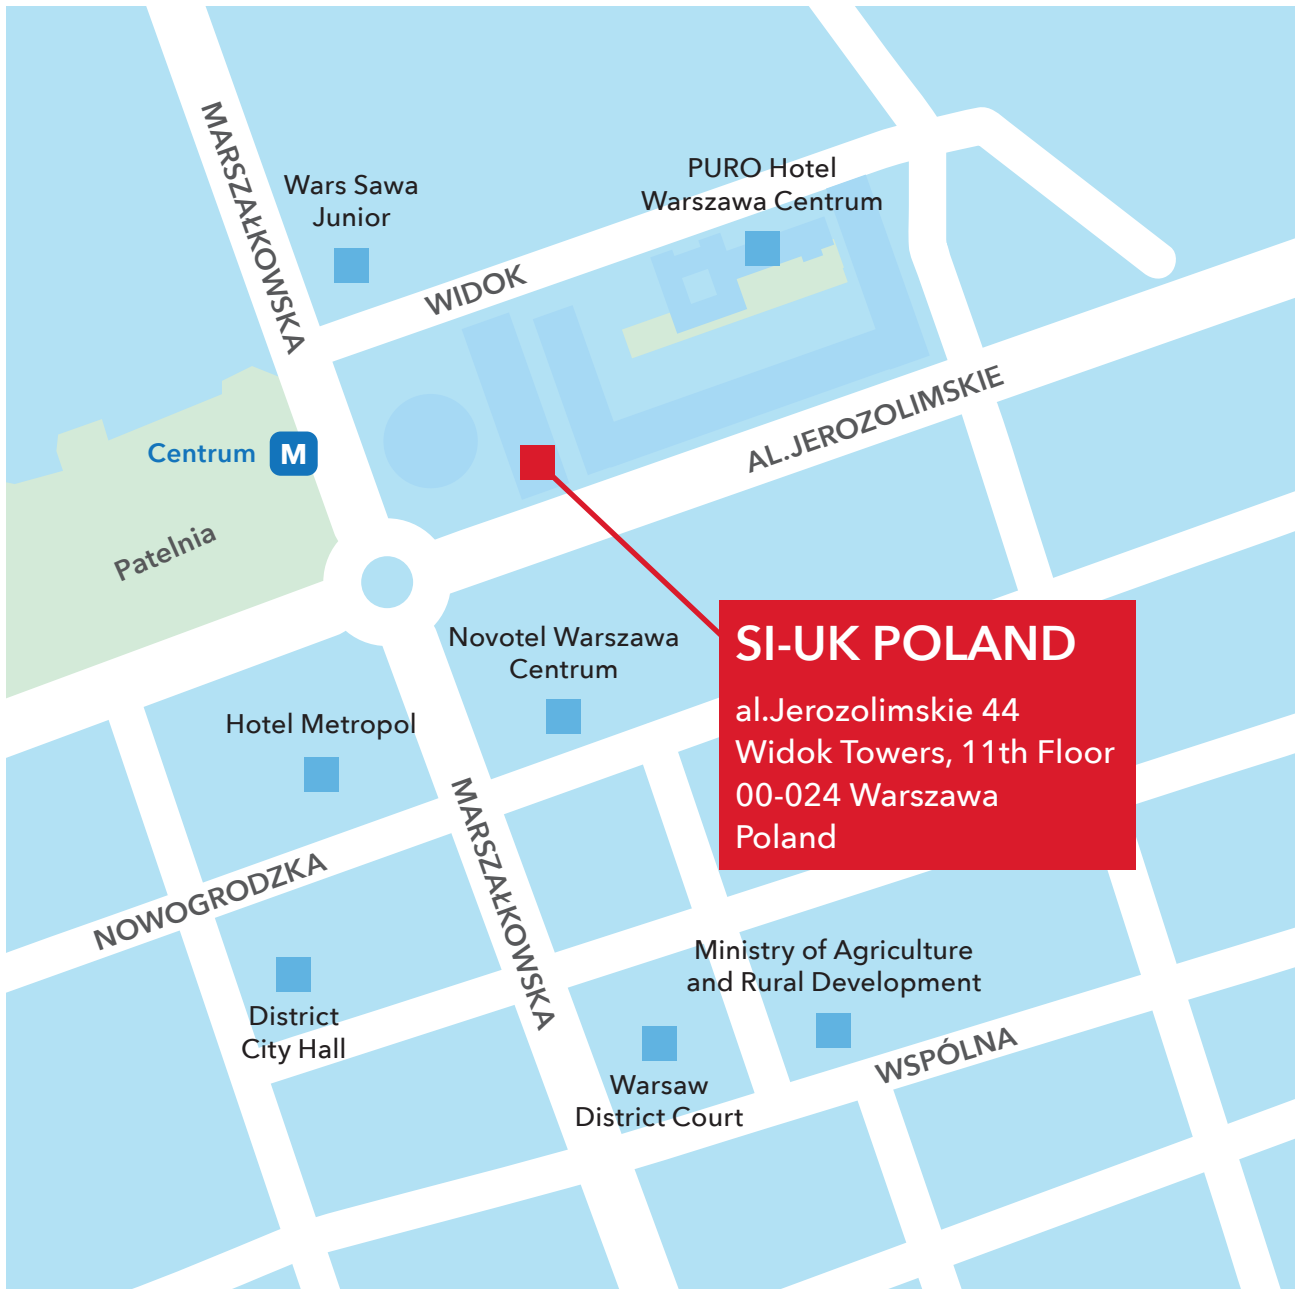 MARSZAŁKOWSKA
Wars Sawa
Junior
PURO Hotel
Warszawa Centrum
WIDOK
AL.JEROZOLIMSKIE
Centrum M
Patelnia
SI-UK POLAND
al.Jerozolimskie 44
Widok Towers, 11th Floor
00-024 Warszawa
Poland
Novotel Warszawa
Centrum
Hotel Metropol
MARSZAŁKOWSKA
NOWOGRODZKA
District
City Hall
Ministry of Agriculture
and Rural Development
WSPÓLNA
Warsaw
District Court